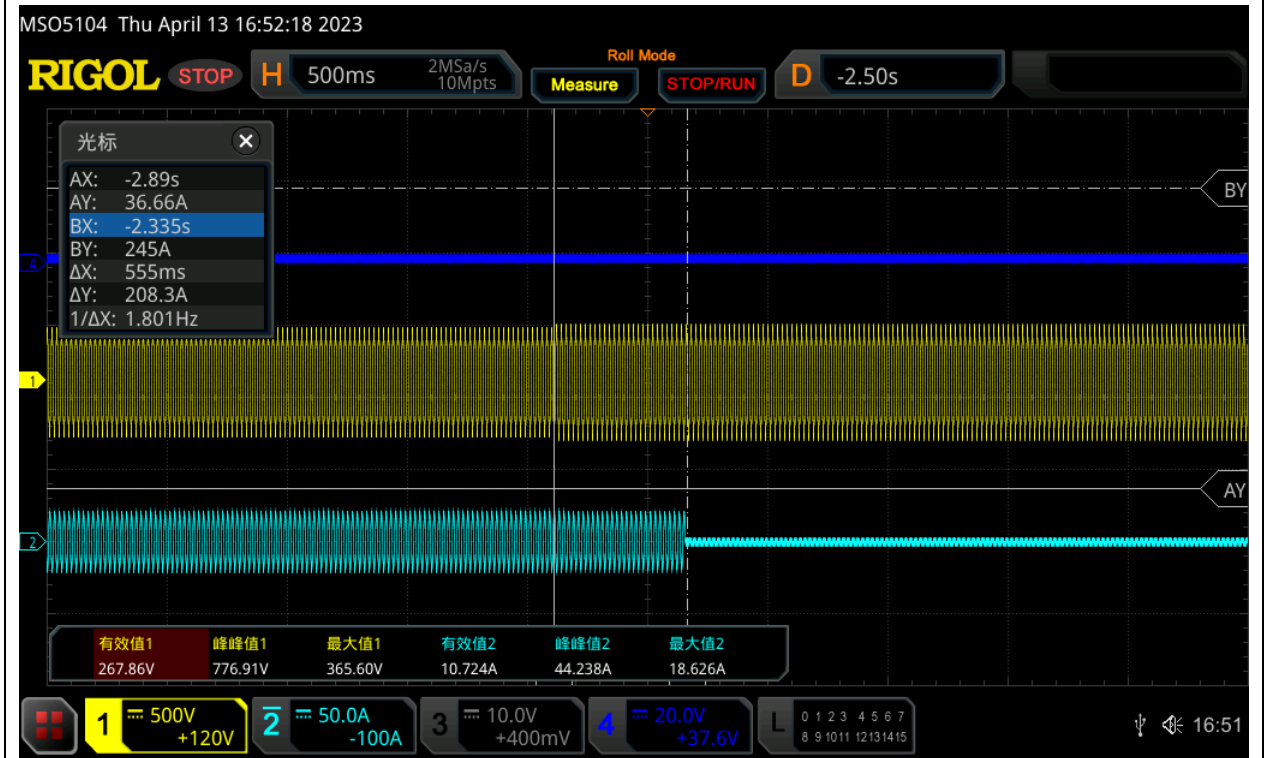 MSO5104 Thu April 13 16:52:18 2023
RIGOL STOP H 500ms 2MSa/s 10Mpts Roll Mode Measure STOP/RUN D -2.50s
光标
AX: -2.89s
AY: 36.66A
BX: -2.335s
BY: 245A
ΔX: 555ms
ΔY: 208.3A
1/ΔX: 1.801Hz
BY
4
1
AY
2
有效值1 峰峰值1 最大值1 有效值2 峰峰值2 最大值2
267.86V 776.91V 365.60V 10.724A 44.238A 18.626A
1 500V +120V 2 50.0A -100A 3 10.0V +400mV 4 20.0V +37.6V L 0 1 2 3 4 5 6 7 8 9 10 11 12 13 14 15 16:51